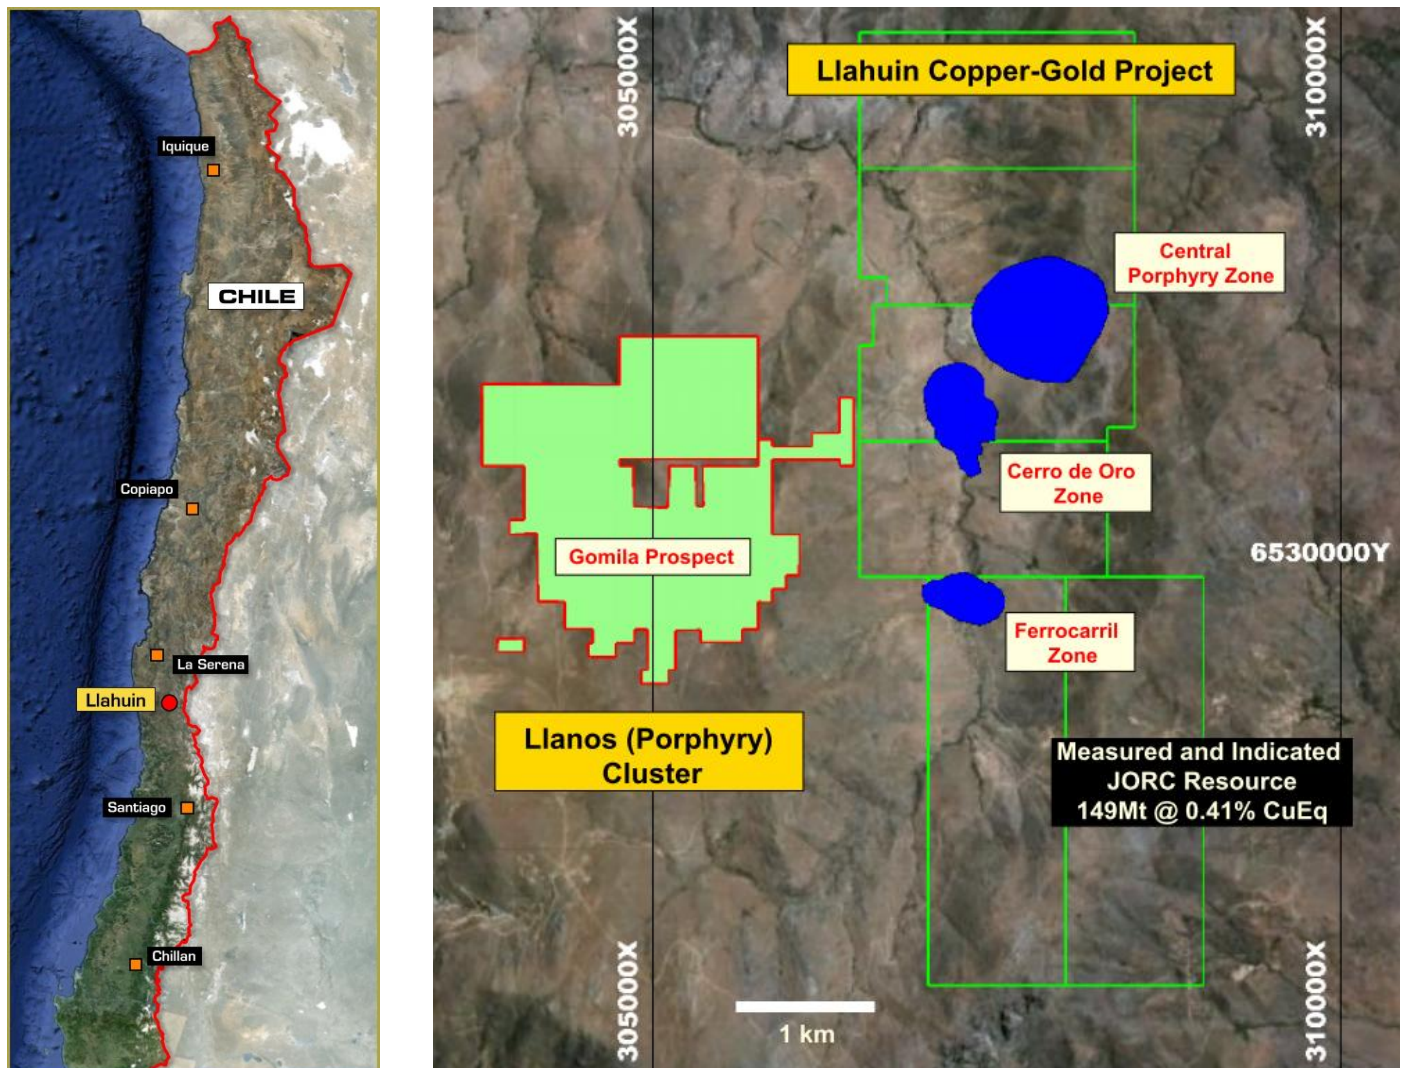 Iquique
CHILE
Copiapo
La Serena
Llahuin
Santiago
Chillan
305000X
310000X
Llahuin Copper-Gold Project
Central
Porphyry Zone
Cerro de Oro
Zone
6530000Y
Gomila Prospect
Ferrocarril
Zone
Llanos (Porphyry)
Cluster
Measured and Indicated
JORC Resource
149Mt @ 0.41% CuEq
305000X
310000X
1 km